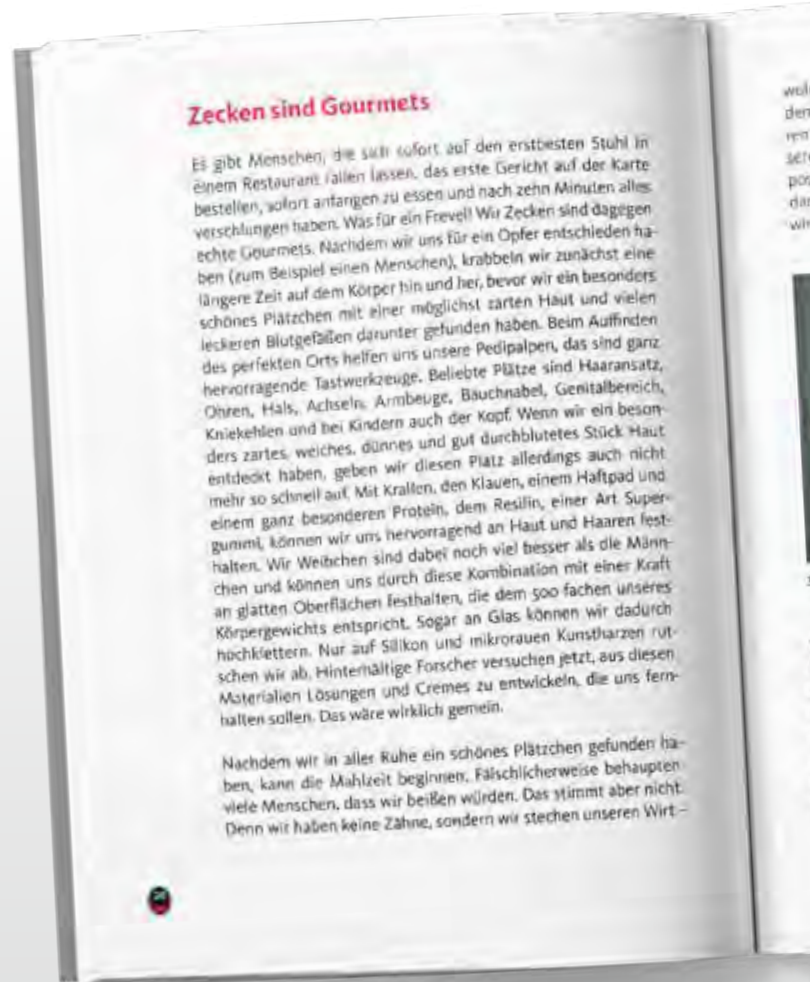 Zecken sind Gourmets
Es gibt Menschen, die sich sofort auf den erstbesten Stuhl in
einem Restaurant fallen lassen, das erste Gericht auf der Karte
bestellen, sofort anfangen zu essen und nach zehn Minuten alles
verschlungen haben. Was für ein Frevel! Wir Zecken sind dagegen
echte Gourmets. Nachdem wir uns für ein Opfer entschieden ha-
ben (zum Beispiel einen Menschen), krabbeln wir zunächst eine
längere Zeit auf dem Körper hin und her, bevor wir ein besonders
schönes Plätzchen mit einer möglichst zarten Haut und vielen
leckeren Blutgefäßen darunter gefunden haben. Beim Auffinden
des perfekten Orts helfen uns unsere Pedipalpen, das sind ganz
hervorragende Tastwerkzeuge. Beliebte Plätze sind Haaransatz,
Ohren, Hals, Achseln, Armbeuge, Bauchnabel, Genitalbereich,
Kniekehlen und bei Kindern auch der Kopf. Wenn wir ein beson-
ders zartes, weiches, dünnes und gut durchblutetes Stück Haut
entdeckt haben, geben wir diesen Platz allerdings auch nicht
mehr so schnell auf. Mit Krallen, den Klauen, einem Haftpad und
einem ganz besonderen Protein, dem Resilin, einer Art Super-
gummi, können wir uns hervorragend an Haut und Haaren fest-
halten. Wir Weibchen sind dabei noch viel besser als die Männ-
chen und können uns durch diese Kombination mit einer Kraft
an glatten Oberflächen festhalten, die dem 500 fachen unseres
Körpergewichts entspricht. Sogar an Glas können wir dadurch
hochklettern. Nur auf Silikon und mikrorauen Kunstharzen rut-
schen wir ab. Hinterhältige Forscher versuchen jetzt, aus diesen
Materialien Lösungen und Cremes zu entwickeln, die uns fern-
halten sollen. Das wäre wirklich gemein.
Nachdem wir in aller Ruhe ein schönes Plätzchen gefunden ha-
ben, kann die Mahlzeit beginnen. Fälschlicherweise behaupten
viele Menschen, dass wir beißen würden. Das stimmt aber nicht.
Denn wir haben keine Zähne, sondern wir stechen unseren Wirt –